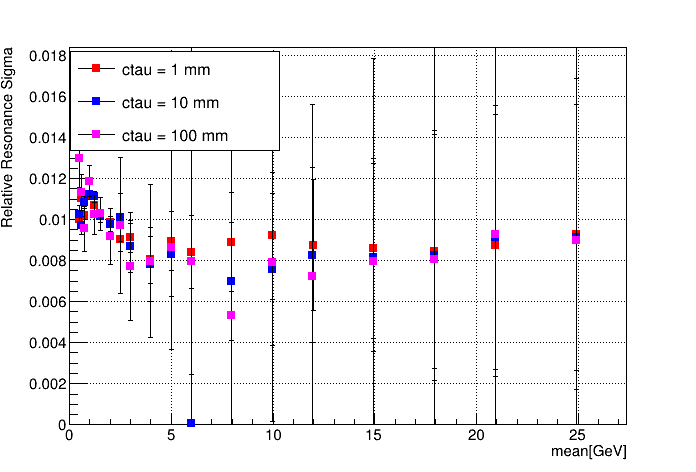 Relative Resonance Sigma
0.018
0.016
0.014
0.012
0.01
0.008
0.006
0.004
0.002
0
ctau = 1 mm
ctau = 10 mm
ctau = 100 mm
0 5 10 15 20 25
mean[GeV]